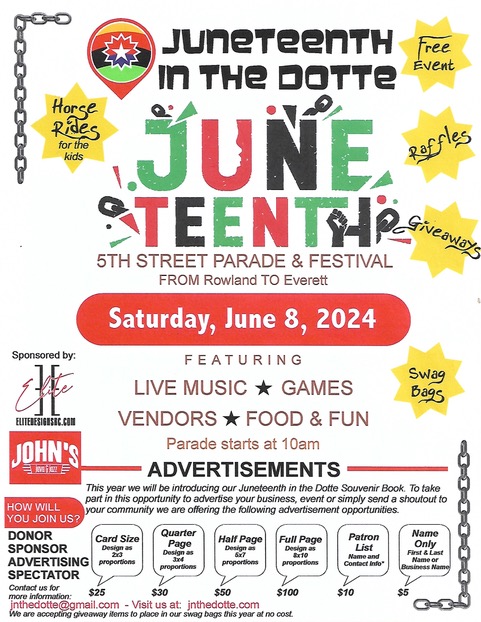 JUNETEENTH
IN THE DOTTE
Free
Event
Horse
Rides
for the
kids
Raffles
JUNE
TEENTH
Giveaways
5TH STREET PARADE & FESTIVAL
FROM Rowland TO Everett
Saturday, June 8, 2024
FEATURING
LIVE MUSIC ★ GAMES
VENDORS ★ FOOD & FUN
Parade starts at 10am
Swag
Bags
Sponsored by:
Elite
ELITEDESIGNSKC.COM
JOHN'S
ADVERTISEMENTS
This year we will be introducing our Juneteenth in the Dotte Souvenir Book. To take
part in this opportunity to advertise your business, event or simply send a shoutout to
your community we are offering the following advertisement opportunities.
HOW WILL
YOU JOIN US?
DONOR
SPONSOR
ADVERTISING
SPECTATOR
Card Size
Design as
2x3
proportions
$25
Quarter
Page
Design as
3x4
proportions
$30
Half Page
Design as
5x7
proportions
$50
Full Page
Design as
8x10
proportions
$100
Patron
List
Name and
Contact Info*
$10
Name
Only
First & Last
Name or
Business Name
$5
Contact us for
more information:
jnthedotte@gmail.com - Visit us at: jnthedotte.com
We are accepting giveaway items to place in our swag bags this year at no cost.